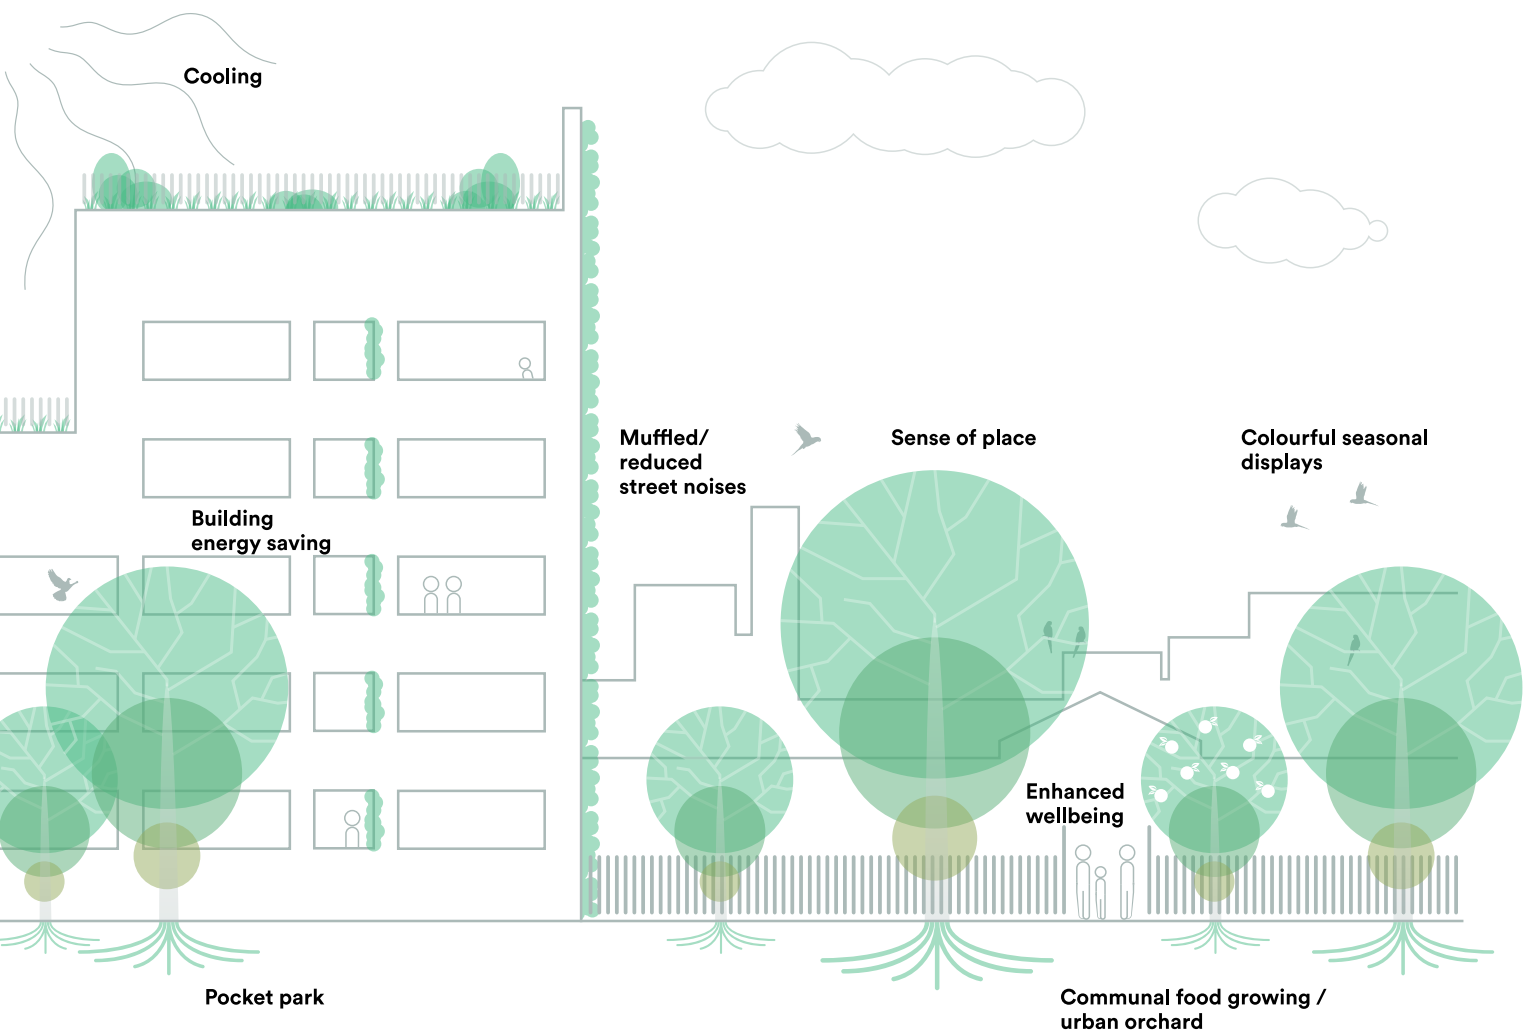 Cooling
Muffled/
reduced
street noises
Sense of place
Colourful seasonal
displays
Building
energy saving
Enhanced
wellbeing
Pocket park
Communal food growing /
urban orchard